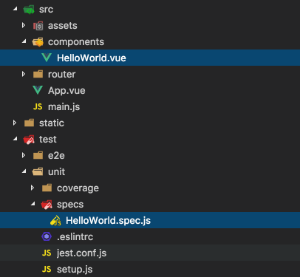 src
assets
components
HelloWorld.vue
router
App.vue
JS main.js
static
test
e2e
unit
coverage
specs
HelloWorld.spec.js
.eslintrc
JS jest.conf.js
JS setup.js